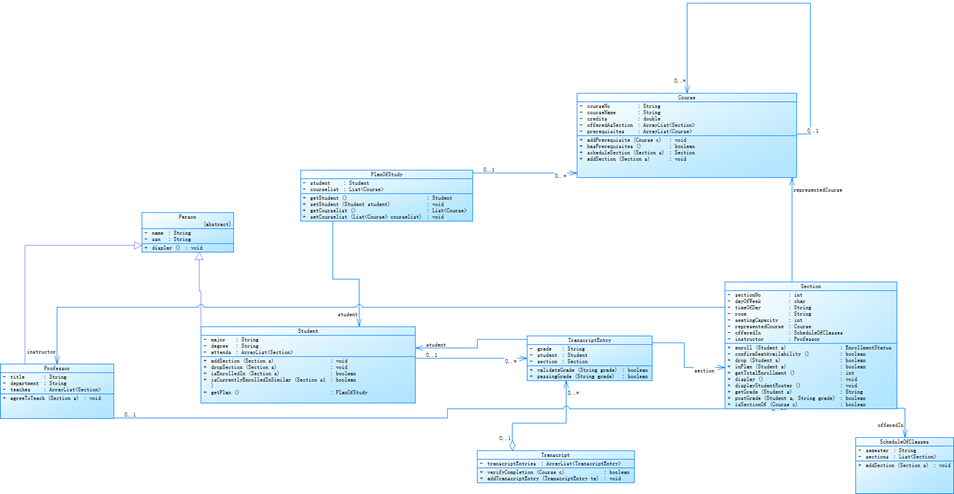 0..*
Course
- courseNo : String
- courseName : String
- credits : double
- offeredAsSection : ArrayList(Section)
- prerequisites : ArrayList(Course)
0..1
+ addPrerequisite (Course c) : void
+ hasPrerequisites () : boolean
+ scheduleSection (Section a) : Section
+ addSection (Section a) : void
PlanOfStudy
0..1
0..*
- student : Student
- courselist : List(Course)
+ getStudent () : Student
+ setStudent (Student student) : void
+ getCourselist () : List(Course)
+ setCourselist (List(Course) courselist) : void
representedCourse
Person
{abstract}
- name : String
- ssn : String
+ display () : void
Section
- sectionNo : int
- dayOfWeek : char
- timeOfDay : String
- room : String
- seatingCapacity : int
- representedCourse : Course
- offeredIn : ScheduleOfClasses
- instructor : Professor
+ enroll (Student a) : EnrollmentStatus
+ confirmSeatAvailability () : boolean
+ drop (Student a) : boolean
+ inPlan (Student a) : boolean
+ getTotalEnrollment () : int
+ display () : void
+ displayStudentRoster () : void
+ getGrade (Student a) : String
+ postGrade (Student a, String grade) : boolean
+ isSectionOf (Course c) : boolean
student
Student
- major : String
- degree : String
- attends : ArrayList(Section)
+ addSection (Section a) : void
+ dropSection (Section a) : void
+ isEnrolledIn (Section a) : boolean
+ isCurrentlyEnrolledInSimilar (Section s1 : boolean
)
+ getPlan () : PlanOfStudy
student
0..1
0..*
TranscriptEntry
- grade : String
- student : Student
- section : Section
+ validateGrade (String grade) : boolean
+ passingGrade (String grade) : boolean
section
instructor
Professor
- title : String
- department : String
- teaches : ArrayList(Section)
+ agreeToTeach (Section a) : void
0..1
0..*
0..*
offeredIn
0..1
Transcript
- transcriptEntries : ArrayList(TranscriptEntry)
+ verifyCompletion (Course c) : boolean
+ addTranscriptEntry (TranscriptEntry te) : void
ScheduleOfClasses
- semester : String
- sections : List(Section)
+ addSection (Section a) : void